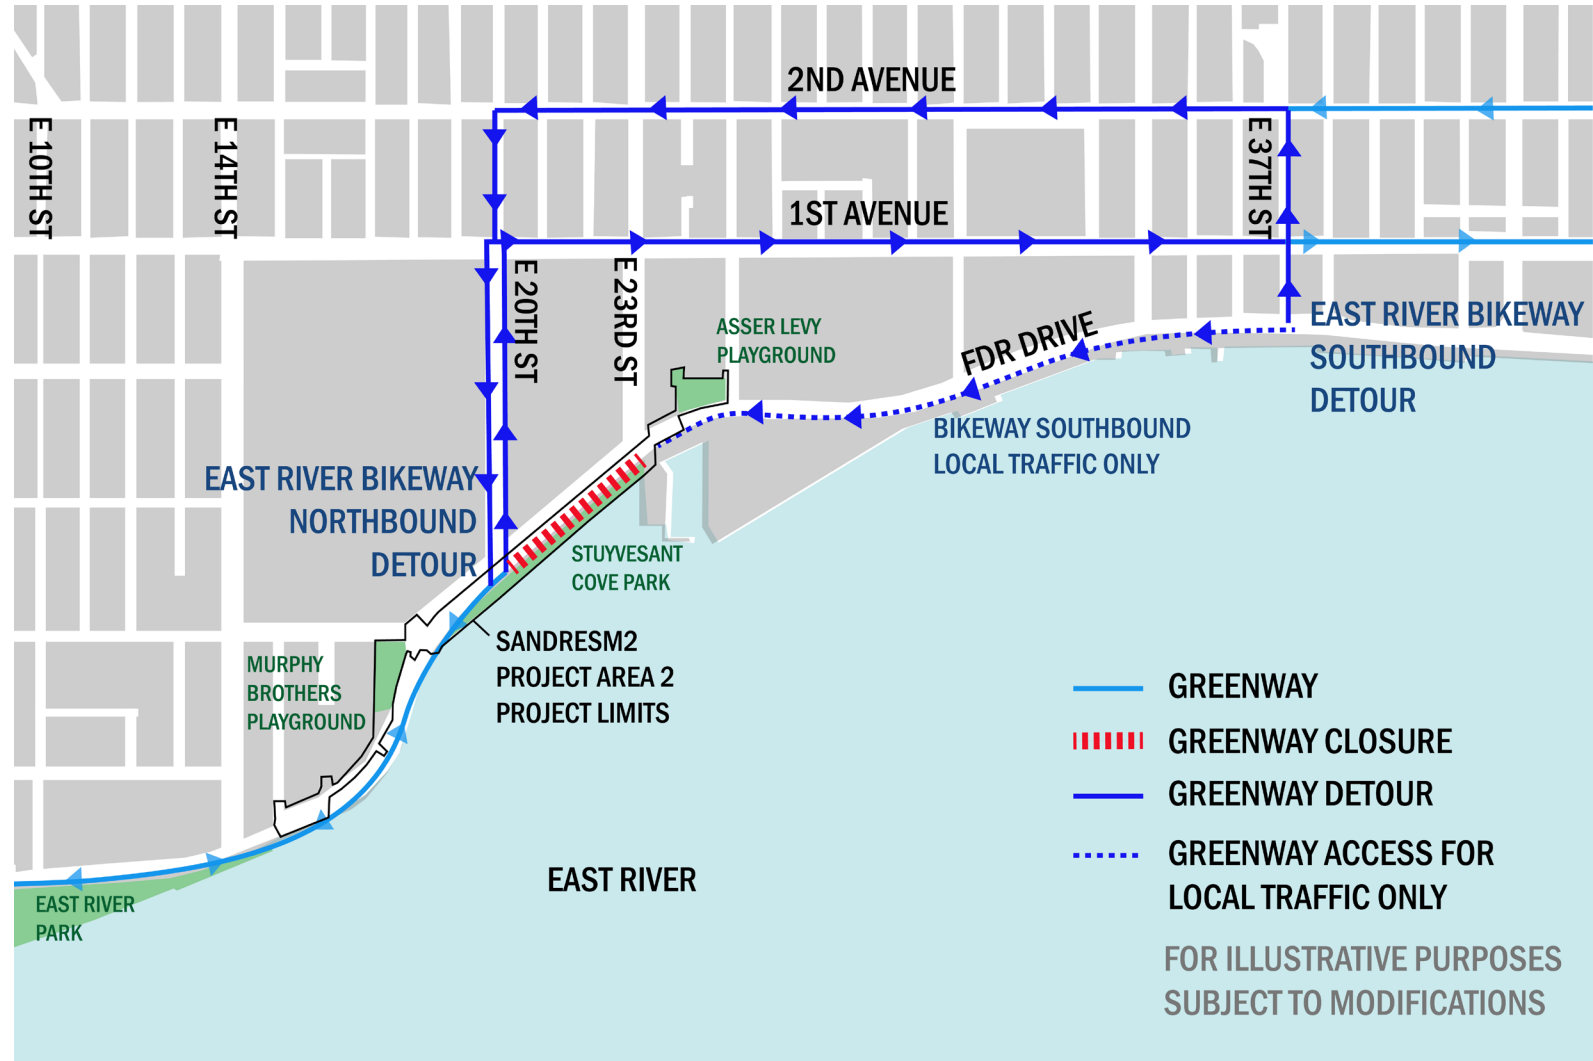 2ND AVENUE
E 10TH ST
E 14TH ST
E 37TH ST
1ST AVENUE
E 20TH ST
E 23RD ST
ASSER LEVY
PLAYGROUND
FDR DRIVE
EAST RIVER BIKEWAY
SOUTHBOUND
DETOUR
BIKEWAY SOUTHBOUND
LOCAL TRAFFIC ONLY
EAST RIVER BIKEWAY
NORTHBOUND
DETOUR
STUYVESANT
COVE PARK
SANDRESM2
PROJECT AREA 2
PROJECT LIMITS
MURPHY
BROTHERS
PLAYGROUND
EAST RIVER
EAST RIVER
PARK
GREENWAY
GREENWAY CLOSURE
GREENWAY DETOUR
GREENWAY ACCESS FOR
LOCAL TRAFFIC ONLY
FOR ILLUSTRATIVE PURPOSES
SUBJECT TO MODIFICATIONS